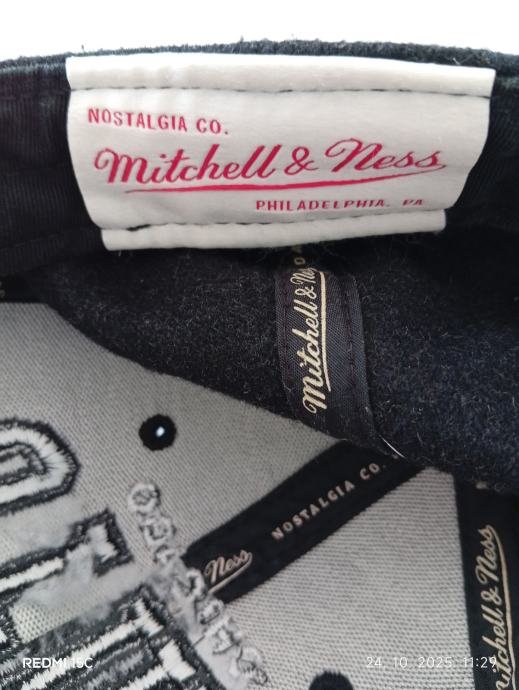 NOSTALGIA CO.
Mitchell & Ness
PHILADELPHIA, PA
Mitchell & Ness
NOSTALGIA CO.
Ness
Mitchell &
REDMI 15C
24.10.2025 11:29